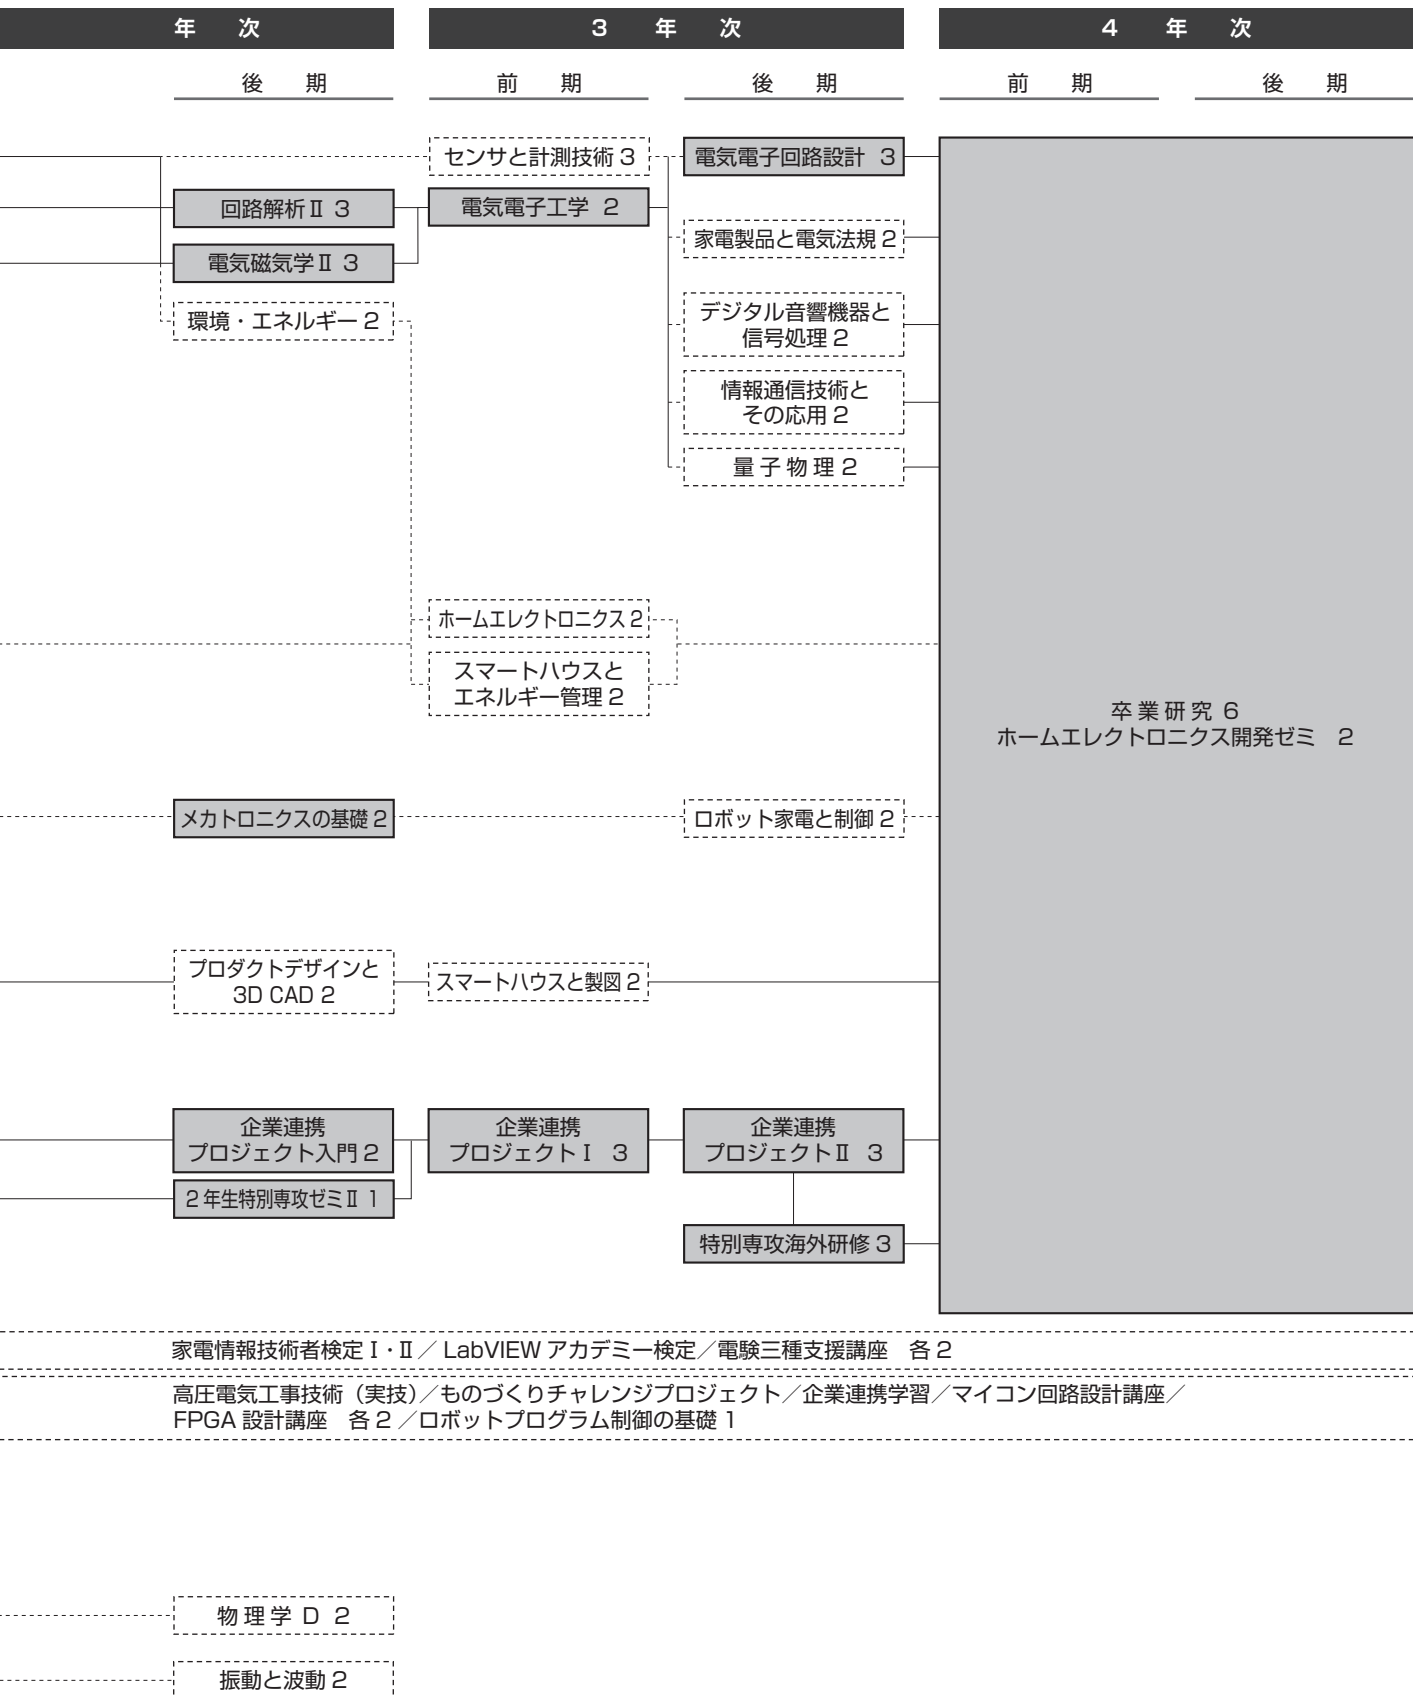 年 次
3 年 次
4 年 次
後 期
前 期
後 期
前 期
後 期
センサと計測技術 3
電気電子回路設計 3
回路解析Ⅱ 3
電気電子工学 2
家電製品と電気法規 2
電気磁気学Ⅱ 3
環境・エネルギー 2
デジタル音響機器と
信号処理 2
情報通信技術と
その応用 2
量子物理 2
ホームエレクトロニクス 2
スマートハウスと
エネルギー管理 2
卒業研究 6
ホームエレクトロニクス開発ゼミ 2
メカトロニクスの基礎 2
ロボット家電と制御 2
プロダクトデザインと
3D CAD 2
スマートハウスと製図 2
企業連携
プロジェクト入門 2
企業連携
プロジェクトⅠ 3
企業連携
プロジェクトⅡ 3
2年生特別専攻ゼミⅡ 1
特別専攻海外研修 3
家電情報技術者検定Ⅰ・Ⅱ／LabVIEW アカデミー検定／電験三種支援講座 各 2
高圧電気工事技術（実技）／ものづくりチャレンジプロジェクト／企業連携学習／マイコン回路設計講座／
FPGA 設計講座 各 2 ／ロボットプログラム制御の基礎 1
物理学 D 2
振動と波動 2